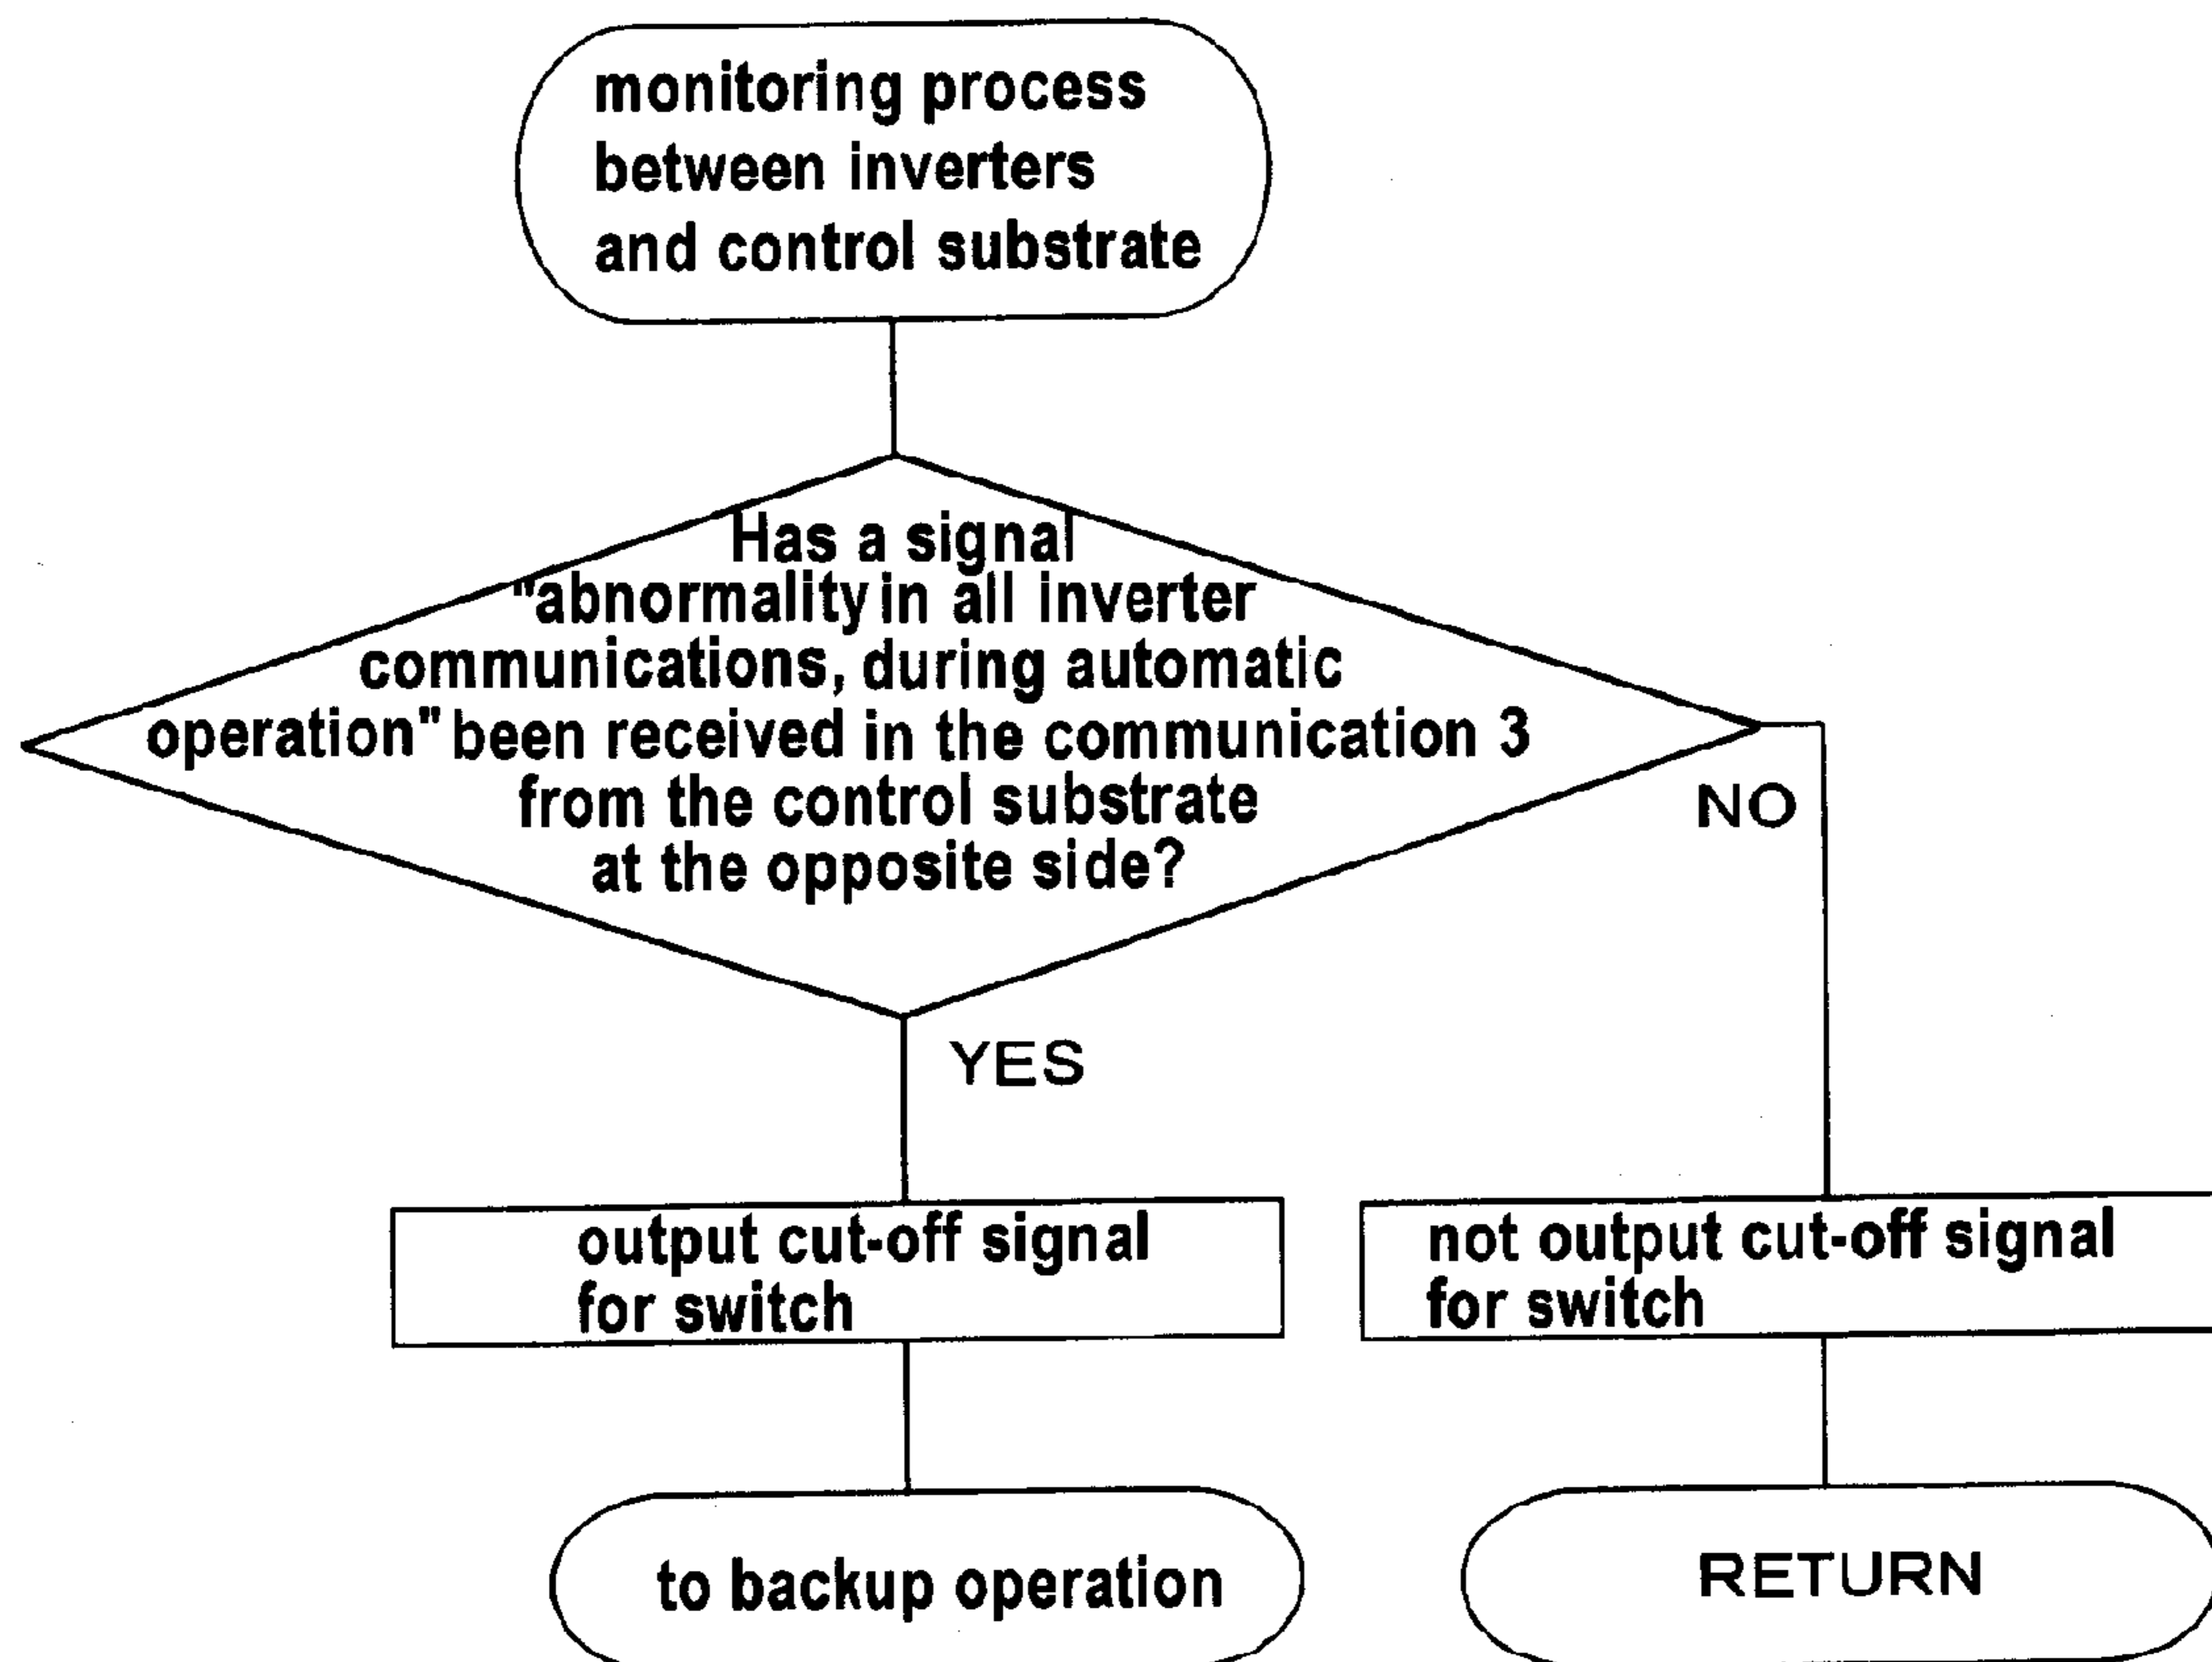 monitoring process
between inverters
and control substrate
Has a signal
"abnormality in all inverter
communications, during automatic
operation" been received in the communication 3
from the control substrate
at the opposite side?
NO
YES
output cut-off signal
for switch
not output cut-off signal
for switch
to backup operation
RETURN